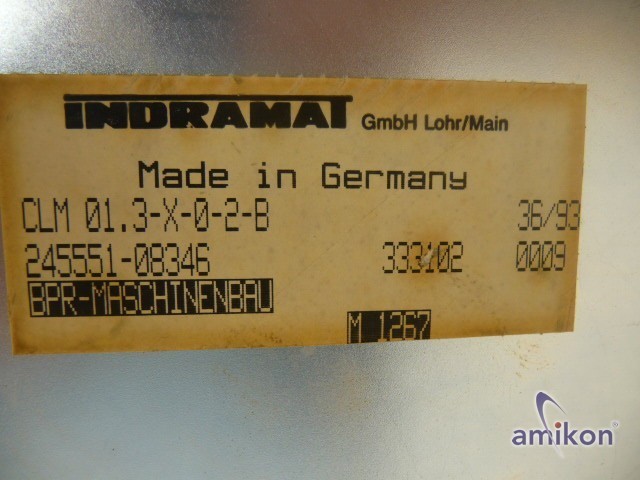 INDRAMAT GmbH Lohr/Main
Made in Germany
CLM 01.3-X-0-2-B 36/93
245551-08346 333102 0009
BPR-MASCHINENBAU
M 1267
amikon®